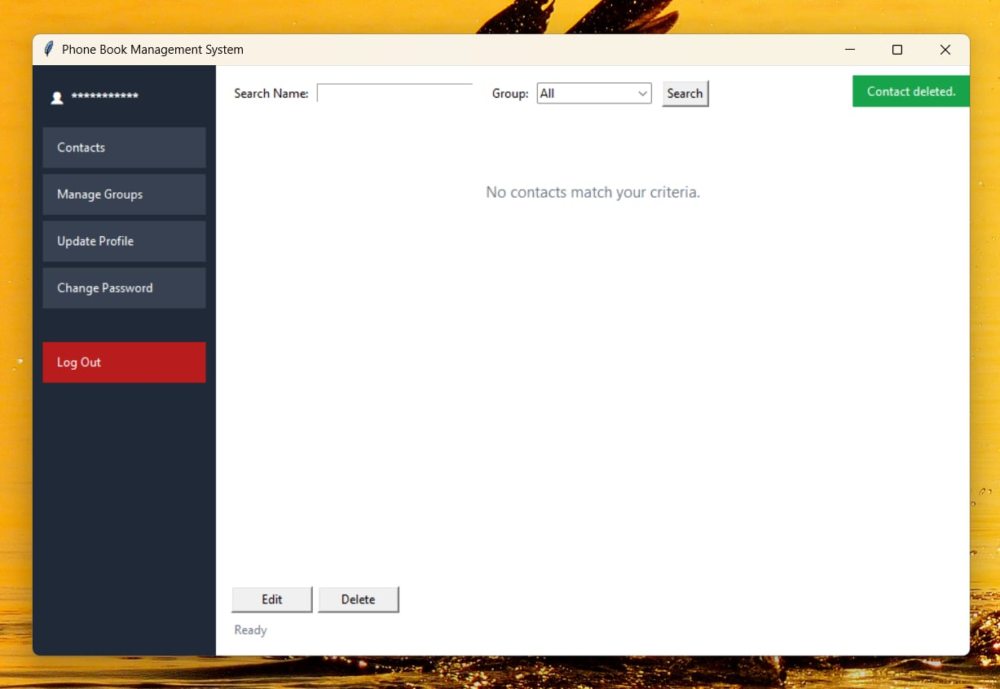 Phone Book Management System
***********
Search Name: Group: All Search
Contact deleted.
Contacts
Manage Groups
Update Profile
Change Password
Log Out
No contacts match your criteria.
Edit Delete
Ready